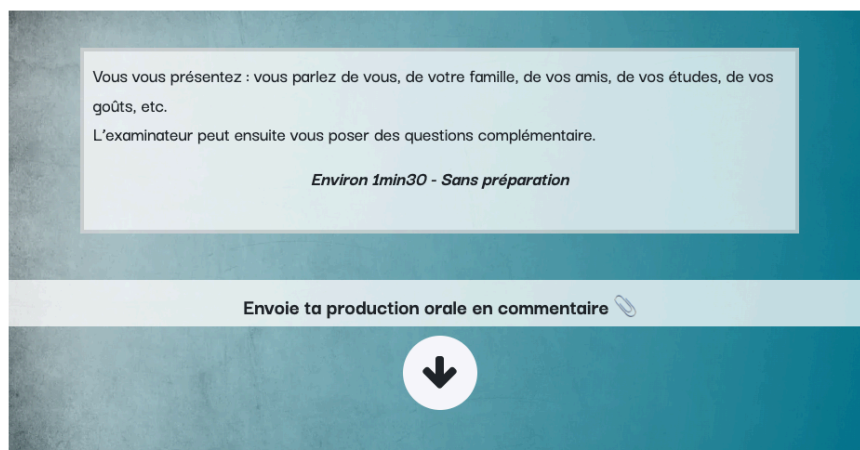 Vous vous présentez : vous parlez de vous, de votre famille, de vos amis, de vos études, de vos
goûts, etc.
L'examinateur peut ensuite vous poser des questions complémentaire.
Environ 1min30 - Sans préparation
Envoie ta production orale en commentaire